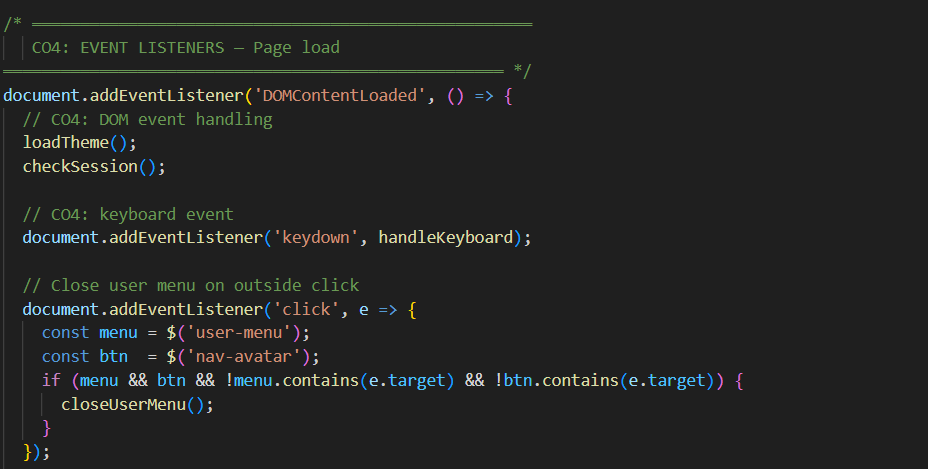 /* ══════════════════════════════════════════════════
CO4: EVENT LISTENERS — Page load
══════════════════════════════════════════════════ */
document.addEventListener('DOMContentLoaded', () => {
// CO4: DOM event handling
loadTheme();
checkSession();
// CO4: keyboard event
document.addEventListener('keydown', handleKeyboard);
// Close user menu on outside click
document.addEventListener('click', e => {
const menu = $('user-menu');
const btn  = $('nav-avatar');
if (menu && btn && !menu.contains(e.target) && !btn.contains(e.target)) {
closeUserMenu();
}
});